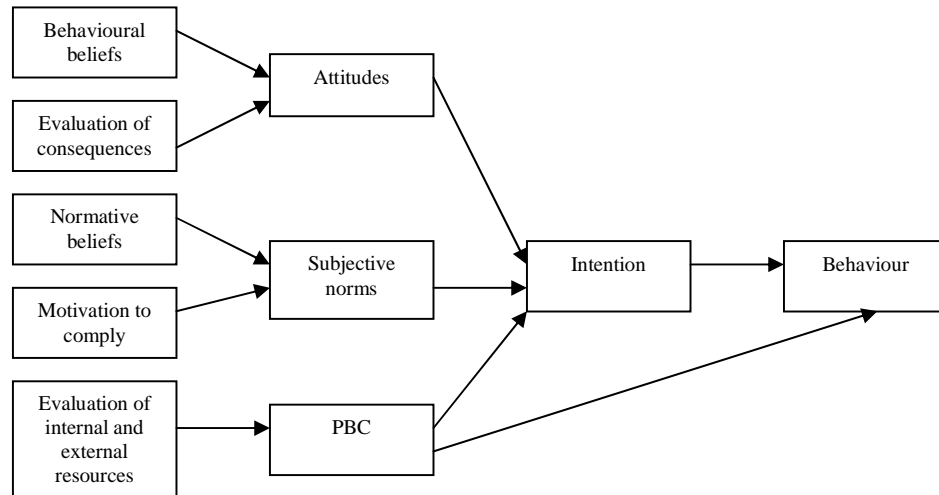 Behavioural
beliefs
Attitudes
Evaluation of
consequences
Normative
beliefs
Subjective
norms
Intention
Behaviour
Motivation to
comply
Evaluation of
internal and
external
resources
PBC